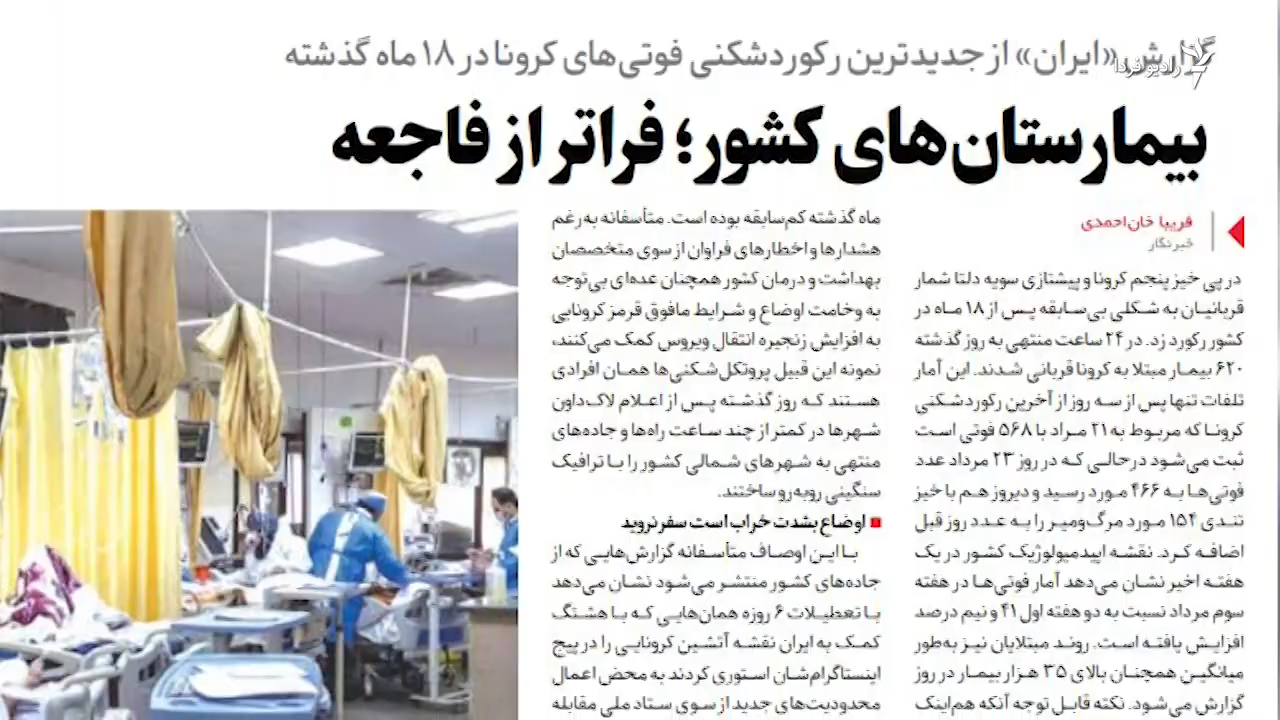 گزارش «ایران» از جدیدترین رکوردشکنی فوتی‌های کرونا در ۱۸ ماه گذشته
رادیو فردا
بیمارستان‌های کشور؛ فراتر از فاجعه
فریبا خان‌احمدی
خبرنگار
در پی خیز پنجم کرونا و پیشتازی سویه دلتا شمار
قربانیان به شکلی بی‌سابقه پس از ۱۸ ماه در
کشور رکورد زد. در ۲۴ ساعت منتهی به روز گذشته
۶۲۰ بیمار مبتلا به کرونا قربانی شدند. این آمار
تلفات تنها پس از سه روز از آخرین رکوردشکنی
کرونا که مربوط به ۲۱ مرداد با ۵۶۸ فوتی است
ثبت می‌شود درحالی که در روز ۲۳ مرداد عدد
فوتی‌ها به ۴۶۶ مورد رسید و دیروز هم با خیز
تندی ۱۵۴ مورد مرگ‌ومیر را به عدد روز قبل
اضافه کرد. نقشه اپیدمیولوژیک کشور در یک
هفته اخیر نشان می‌دهد آمار فوتی‌ها در هفته
سوم مرداد نسبت به دو هفته اول ۴۱ و نیم درصد
افزایش یافته است. روند مبتلایان نیز به‌طور
میانگین همچنان بالای ۳۵ هزار بیمار در روز
گزارش می‌شود. نکته قابل توجه آنکه هم‌اینک
ماه گذشته کم‌سابقه بوده است. متأسفانه به‌رغم
هشدارها و اخطارهای فراوان از سوی متخصصان
بهداشت و درمان کشور همچنان عده‌ای بی‌توجه
به وخامت اوضاع و شرایط مافوق قرمز کرونایی
به افزایش زنجیره انتقال ویروس کمک می‌کنند،
نمونه این قبیل پروتکل‌شکنی‌ها همان افرادی
هستند که روز گذشته پس از اعلام لاک‌داون
شهرها در کمتر از چند ساعت راه‌ها و جاده‌های
منتهی به شهرهای شمالی کشور را با ترافیک
سنگینی روبه‌رو ساختند.
اوضاع بشدت خراب است سفر نروید
با این اوصاف متأسفانه گزارش‌هایی که از
جاده‌های کشور منتشر می‌شود نشان می‌دهد
با تعطیلات ۶ روزه همان‌هایی که با هشتگ
کمک به ایران نقشه آتشین کرونایی را در پیج
اینستاگرام‌شان استوری کردند به محض اعمال
محدودیت‌های جدید از سوی ستاد ملی مقابله